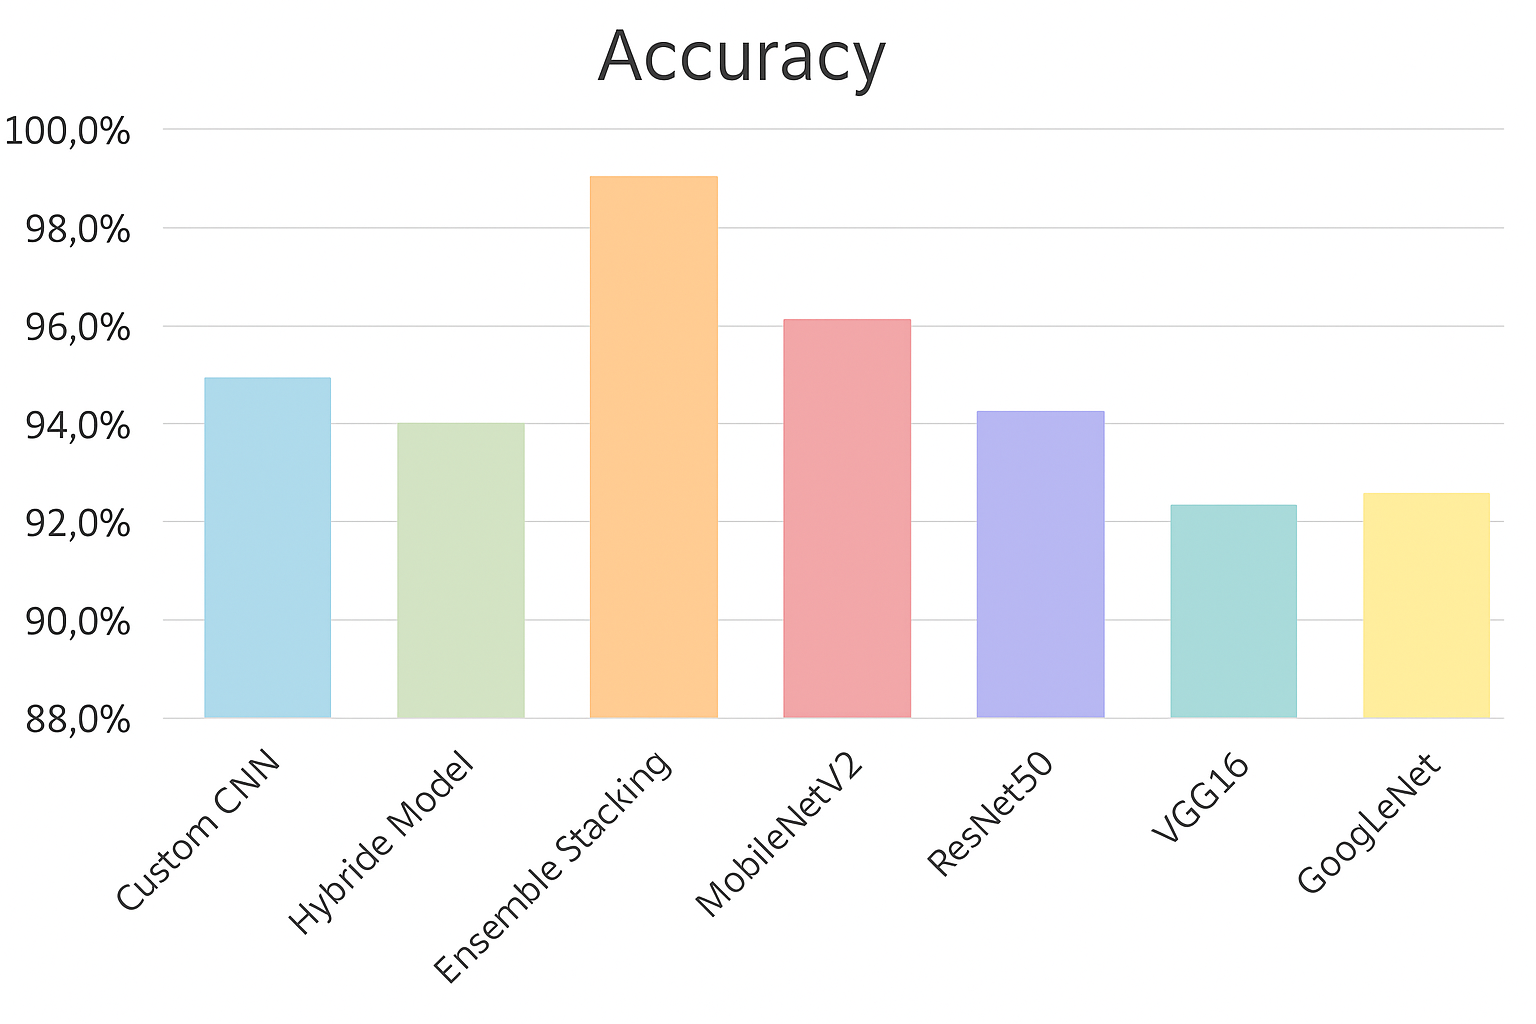 Accuracy
100,0%
98,0%
96,0%
94,0%
92,0%
90,0%
88,0%
Custom CNN
Hybride Model
Ensemble Stacking
MobileNetV2
ResNet50
VGG16
GoogLeNet